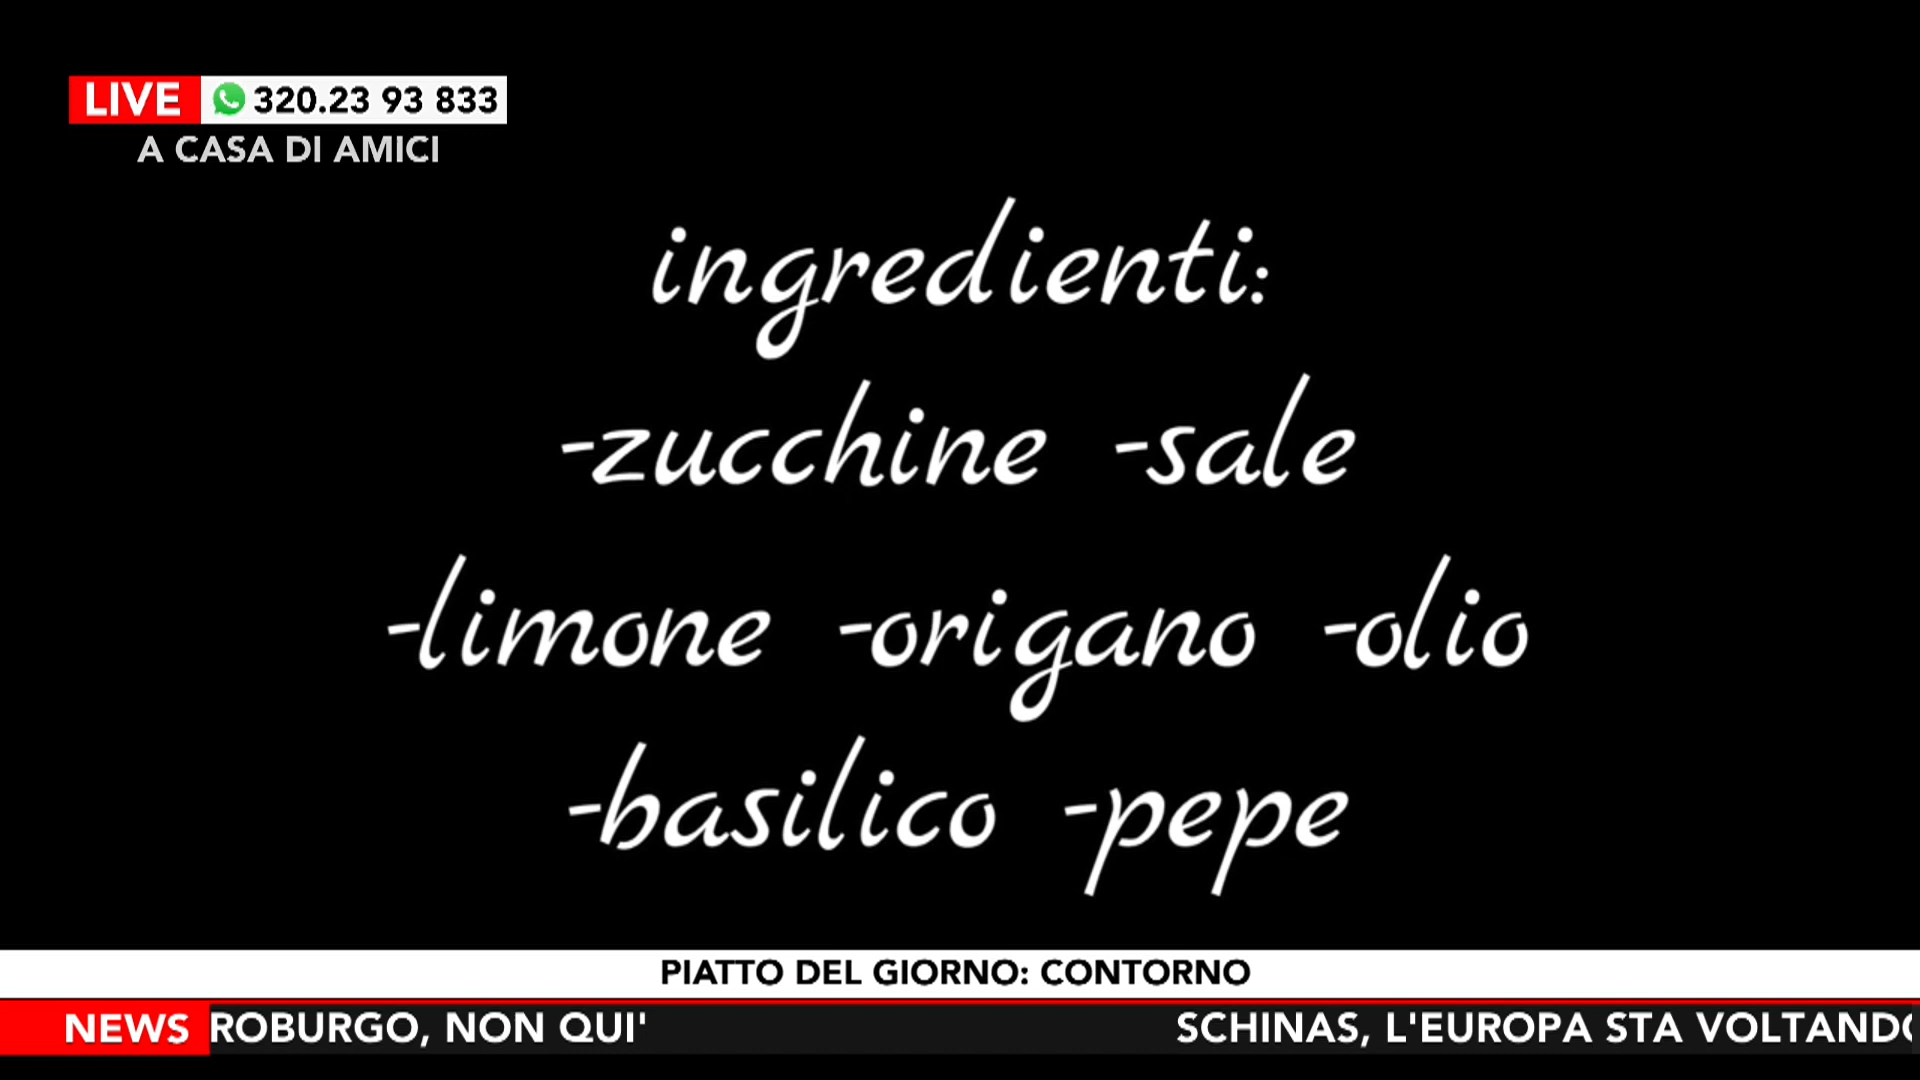 LIVE 320.23 93 833
A CASA DI AMICI
ingredienti:
-zucchine -sale
-limone -origano -olio
-basilico -pepe
PIATTO DEL GIORNO: CONTORNO
NEWS ROBURGO, NON QUI' SCHINAS, L'EUROPA STA VOLTANDO